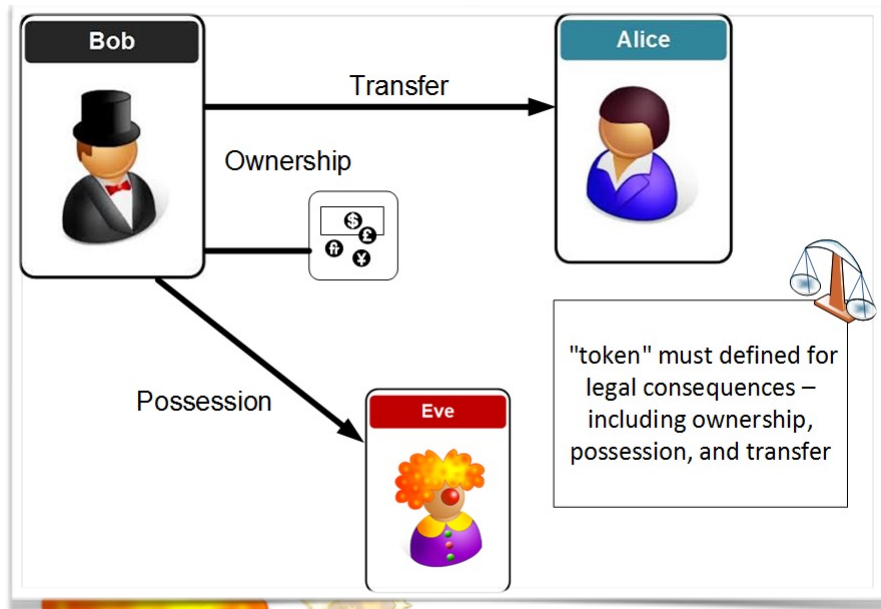 Bob
Alice
Transfer
Ownership
$
£
¥
Possession
Eve
"token" must defined for
legal consequences –
including ownership,
possession, and transfer